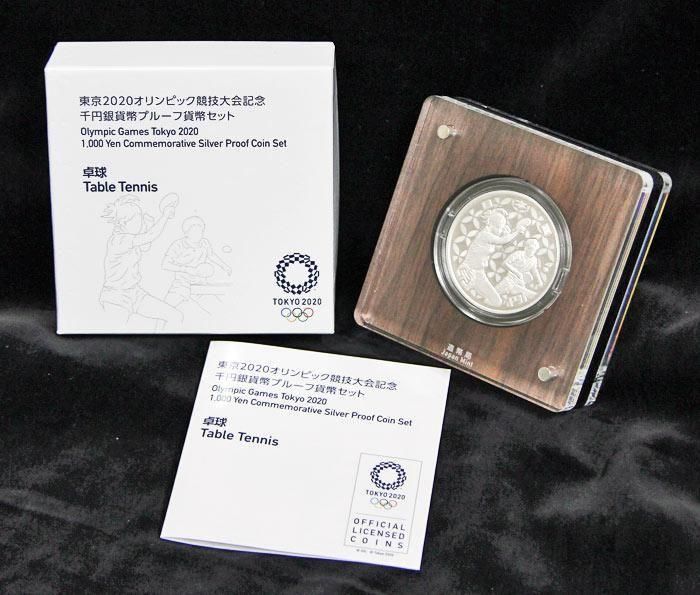 東京2020オリンピック競技大会記念
千円銀貨幣プルーフ貨幣セット
Olympic Games Tokyo 2020
1,000 Yen Commemorative Silver Proof Coin Set
卓球
Table Tennis
TOKYO 2020
造幣局
Japan Mint
東京2020オリンピック競技大会記念
千円銀貨幣プルーフ貨幣セット
Olympic Games Tokyo 2020
1,000 Yen Commemorative Silver Proof Coin Set
卓球
Table Tennis
TOKYO 2020
OFFICIAL
LICENSED
COINS